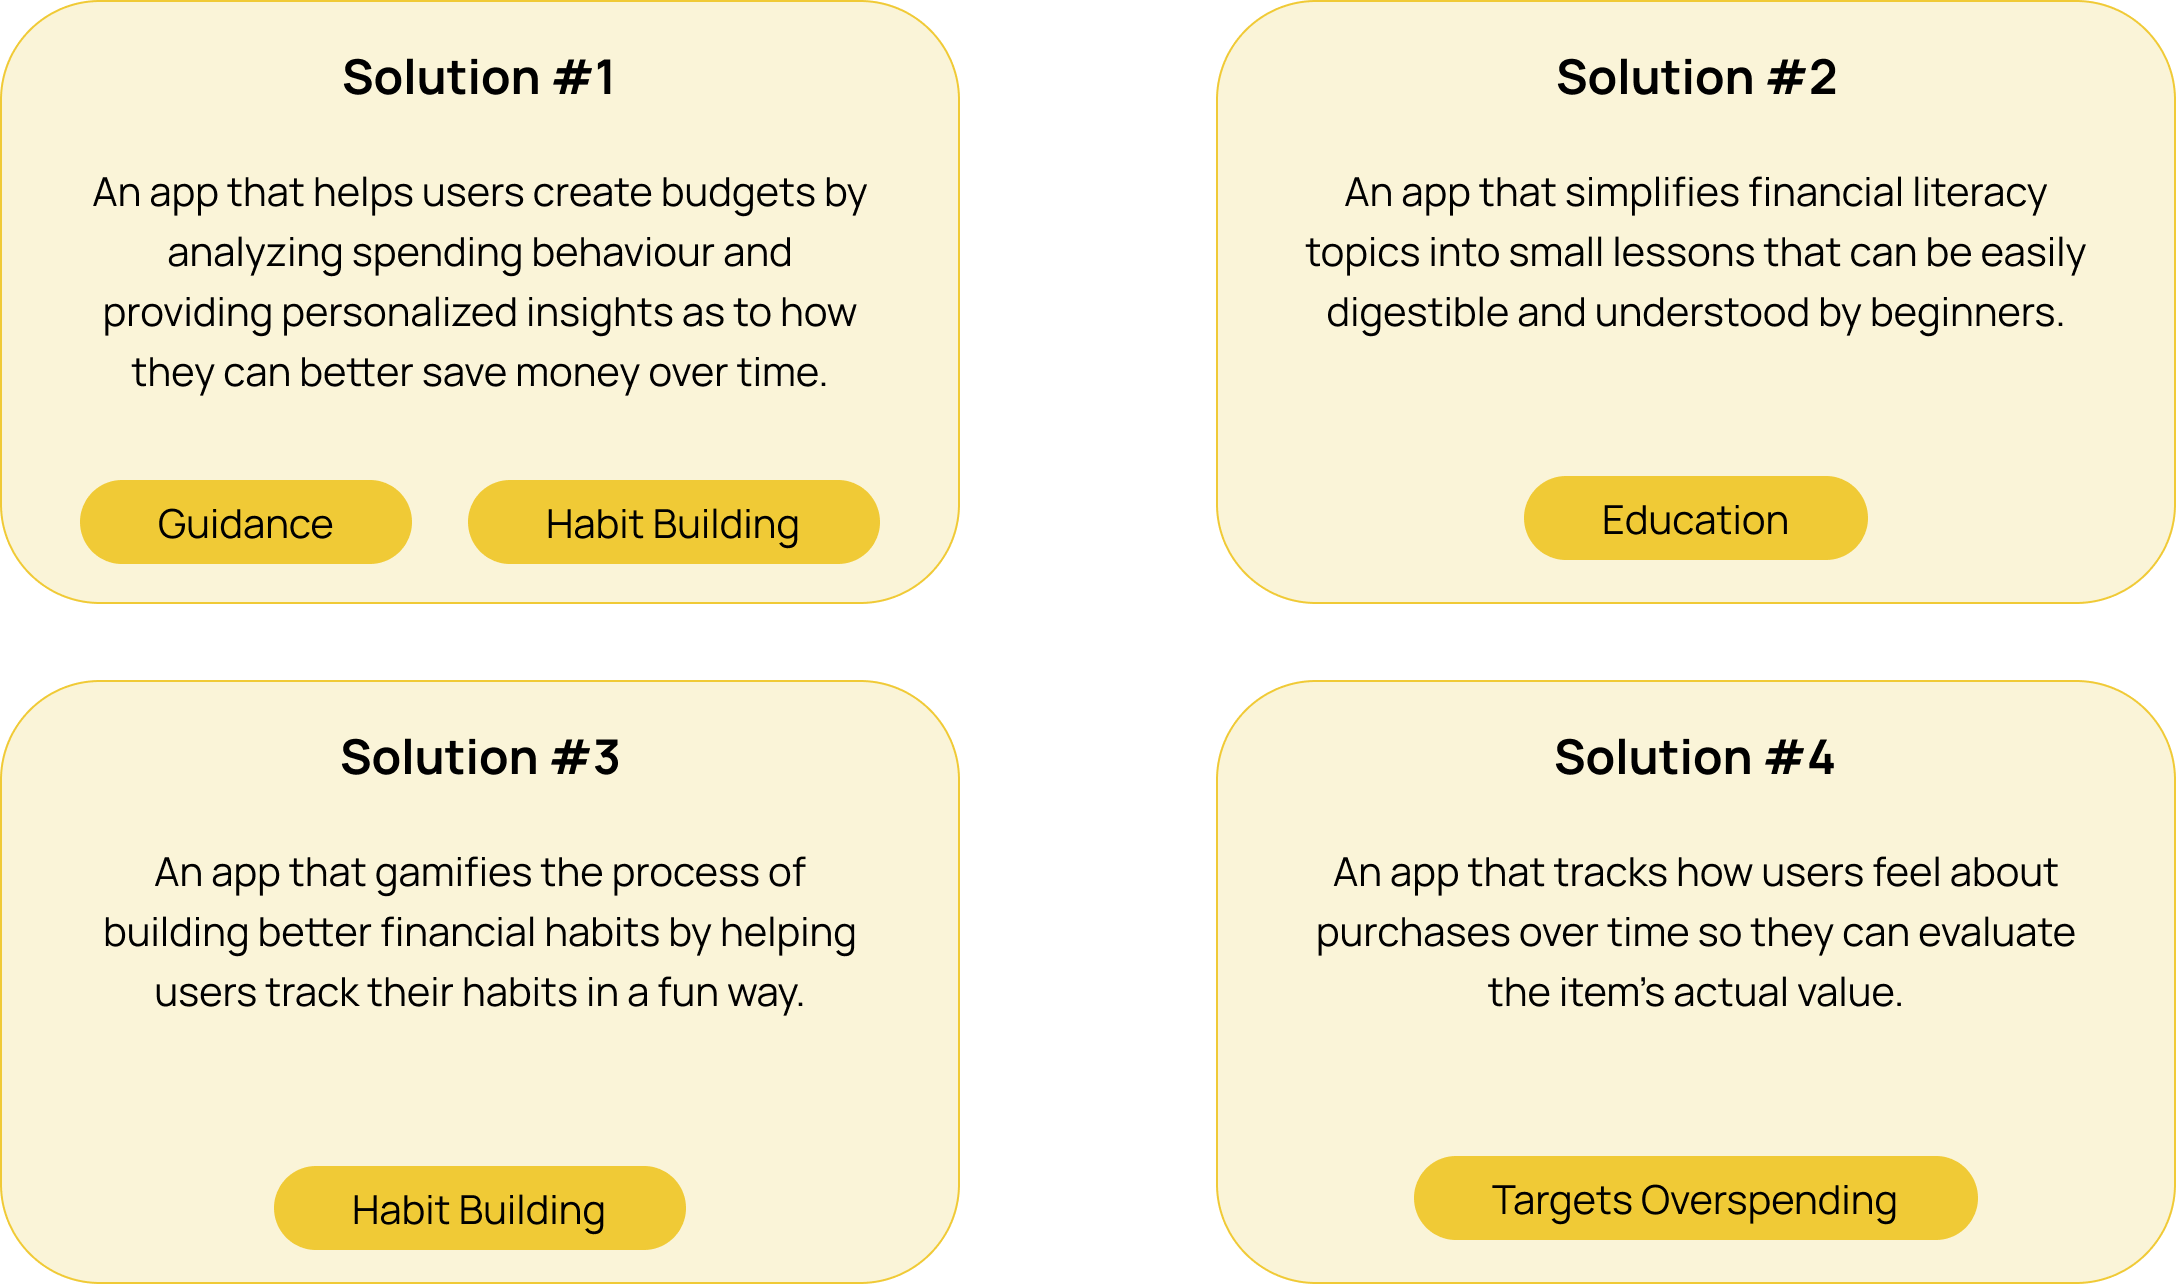 Solution #1
An app that helps users create budgets by
analyzing spending behaviour and
providing personalized insights as to how
they can better save money over time.
Guidance
Habit Building
Solution #2
An app that simplifies financial literacy
topics into small lessons that can be easily
digestible and understood by beginners.
Education
Solution #3
An app that gamifies the process of
building better financial habits by helping
users track their habits in a fun way.
Habit Building
Solution #4
An app that tracks how users feel about
purchases over time so they can evaluate
the item’s actual value.
Targets Overspending